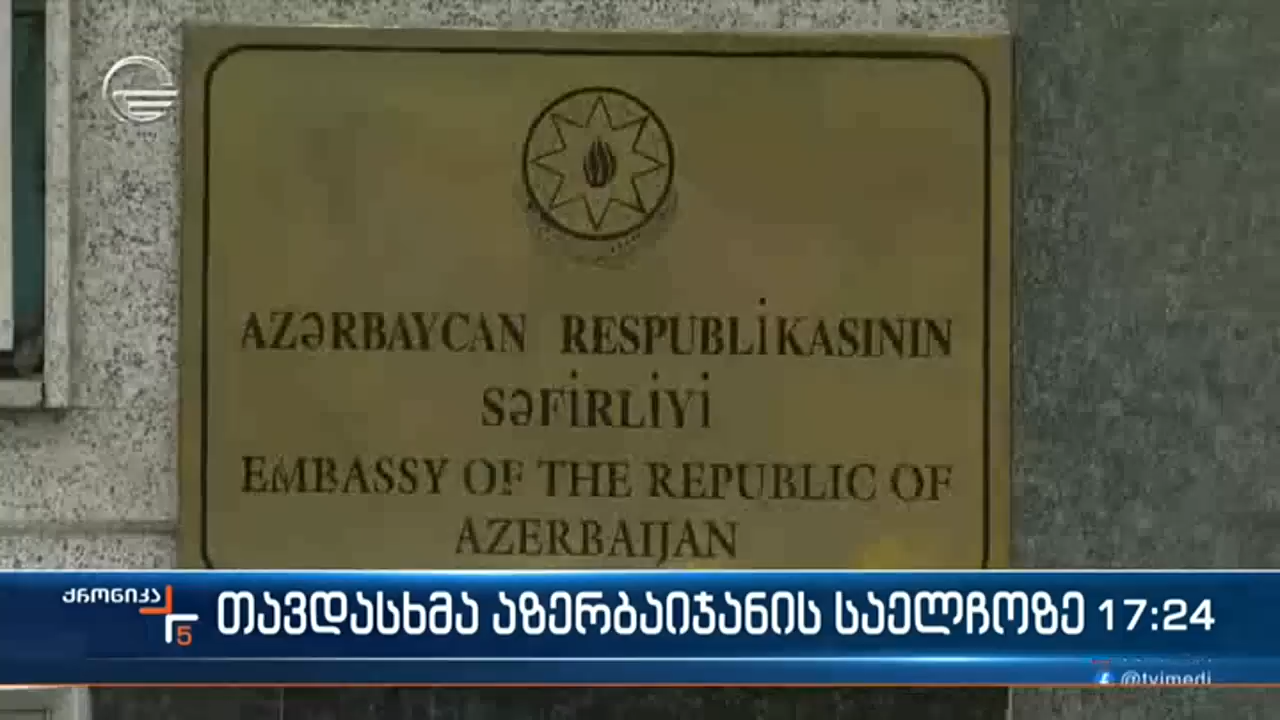 AZƏRBAYCAN RESPUBLİKASININ
SƏFİRLİYİ
EMBASSY OF THE REPUBLIC OF
AZERBAIJAN
ქრონიკა
5
თავდასხმა აზერბაიჯანის საელჩოზე 17:24
@tvimedi